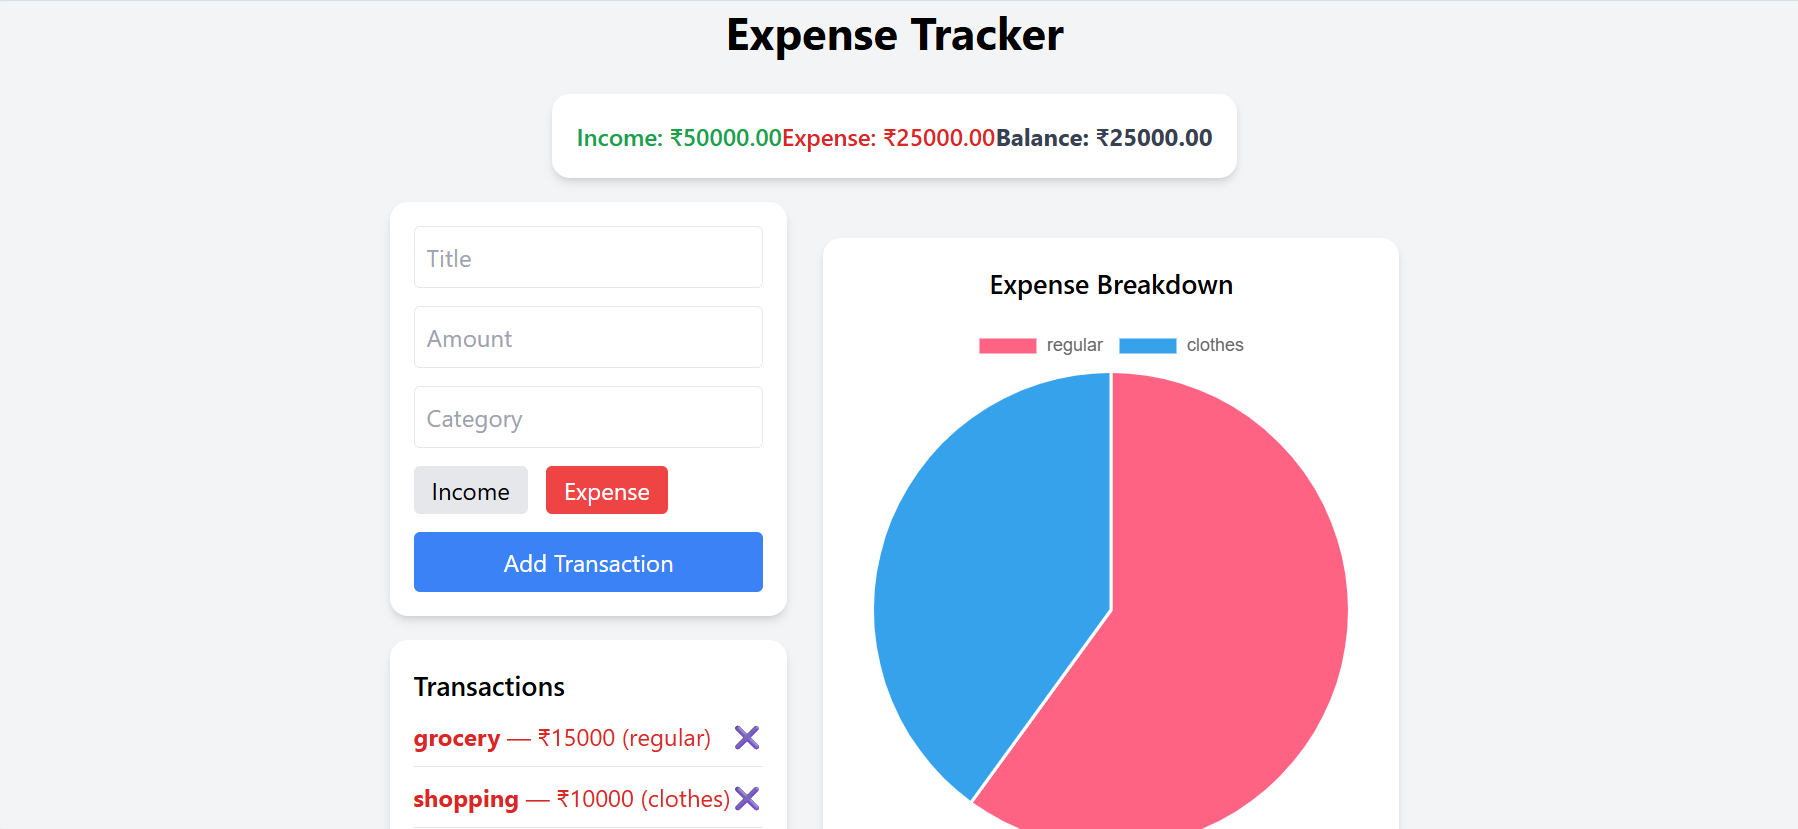 Expense Tracker
Income: ₹50000.00Expense: ₹25000.00Balance: ₹25000.00
Title
Amount
Category
Income Expense
Add Transaction
Transactions
grocery — ₹15000 (regular)
shopping — ₹10000 (clothes)
Expense Breakdown
regular clothes